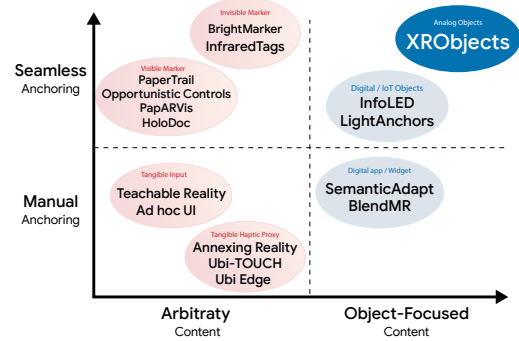 Invisible Marker
BrightMarker
InfraredTags
Analog Objects
XRObjects
Seamless
Anchoring
Visible Marker
PaperTrail
Opportunistic Controls
PapARVis
HoloDoc
Digital / IoT Objects
InfoLED
LightAnchors
Manual
Anchoring
Tangible Input
Teachable Reality
Ad hoc UI
Digital app / Widget
SemanticAdapt
BlendMR
Tangible Haptic Proxy
Annexing Reality
Ubi-TOUCH
Ubi Edge
Arbitraty
Content
Object-Focused
Content